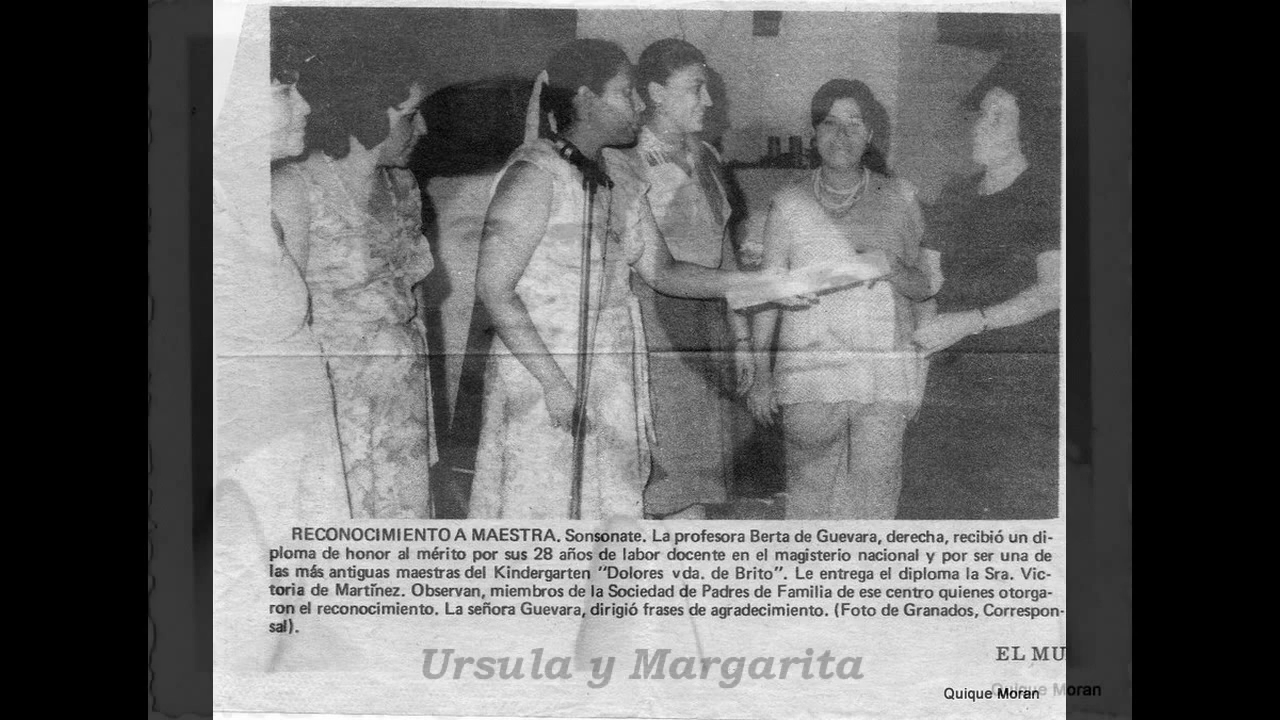 RECONOCIMIENTO A MAESTRA. Sonsonate. La profesora Berta de Guevara, derecha, recibió un di-
ploma de honor al mérito por sus 28 años de labor docente en el magisterio nacional y por ser una de
las más antiguas maestras del Kindergarten "Dolores vda. de Brito". Le entrega el diploma la Sra. Vic-
toria de Martínez. Observan, miembros de la Sociedad de Padres de Familia de ese centro quienes otorga-
ron el reconocimiento. La señora Guevara, dirigió frases de agradecimiento. (Foto de Granados, Correspon-
sal).
EL MU
Ursula y Margarita
Quique Moran
Quique Moran